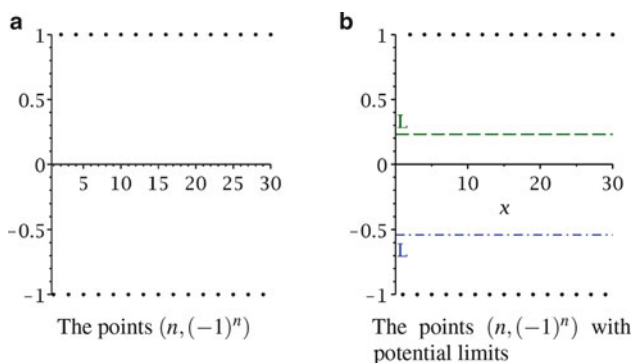 a
1
0.5
0
5 10 15 20 25 30
−0.5
−1
The points (n, (−1)ⁿ)
b
1
0.5
L
0
10 20 30
x
−0.5
L
−1
The points (n, (−1)ⁿ) with
potential limits